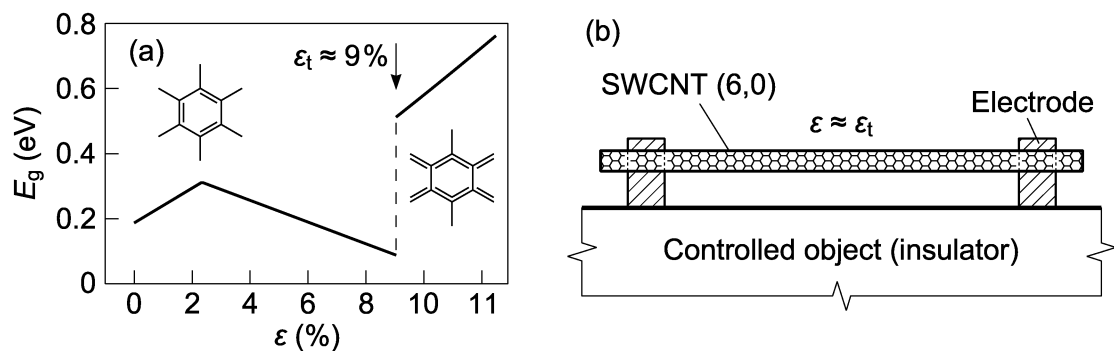 (a)
εt ≈ 9%
Eg (eV)
0.8
0.6
0.4
0.2
0
0 2 4 6 8 10 11
ε (%)
(b)
SWCNT (6,0)
Electrode
ε ≈ εt
Controlled object (insulator)